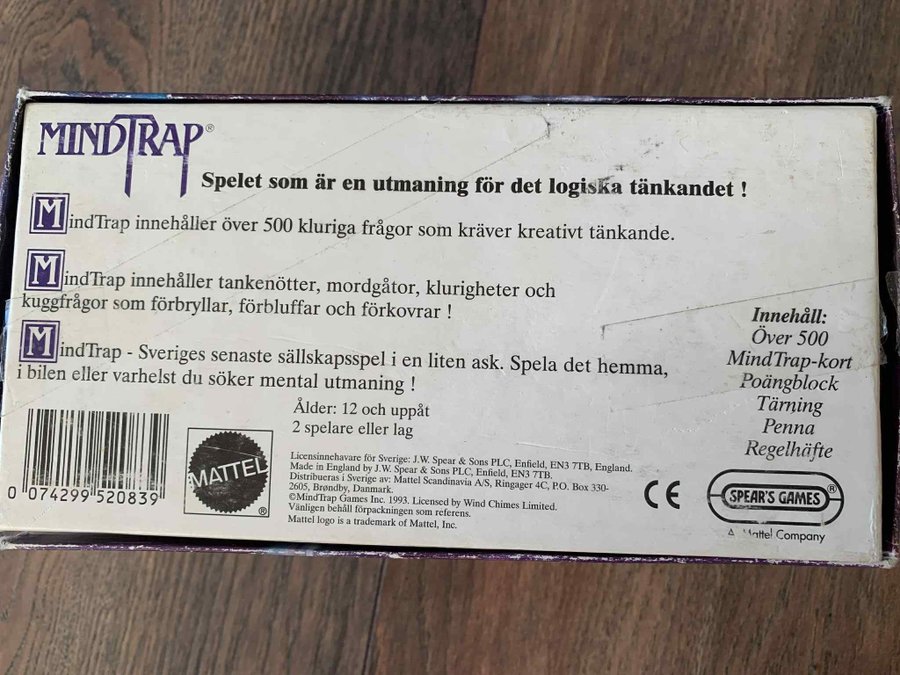 MINDTRAP®
Spelet som är en utmaning för det logiska tänkandet !
MindTrap innehåller över 500 kluriga frågor som kräver kreativt tänkande.
MindTrap innehåller tankenötter, mordgåtor, klurigheter och
kuggfrågor som förbryllar, förbluffar och förkovrar !
MindTrap - Sveriges senaste sällskapsspel i en liten ask. Spela det hemma,
i bilen eller varhelst du söker mental utmaning !
Ålder: 12 och uppåt
2 spelare eller lag
Innehåll:
Över 500
MindTrap-kort
Poängblock
Tärning
Penna
Regelhäfte
0 074299 520839
MATTEL®
Licensinnehavare för Sverige: J.W. Spear & Sons PLC, Enfield, EN3 7TB, England.
Made in England by J.W. Spear & Sons PLC, Enfield, EN3 7TB.
Distribueras i Sverige av: Mattel Scandinavia A/S, Ringager 4C, P.O. Box 330-
2605, Brøndby, Danmark.
©MindTrap Games Inc. 1993. Licensed by Wind Chimes Limited.
Vänligen behåll förpackningen som referens.
Mattel logo is a trademark of Mattel, Inc.
CE
SPEAR'S GAMES®
A Mattel Company